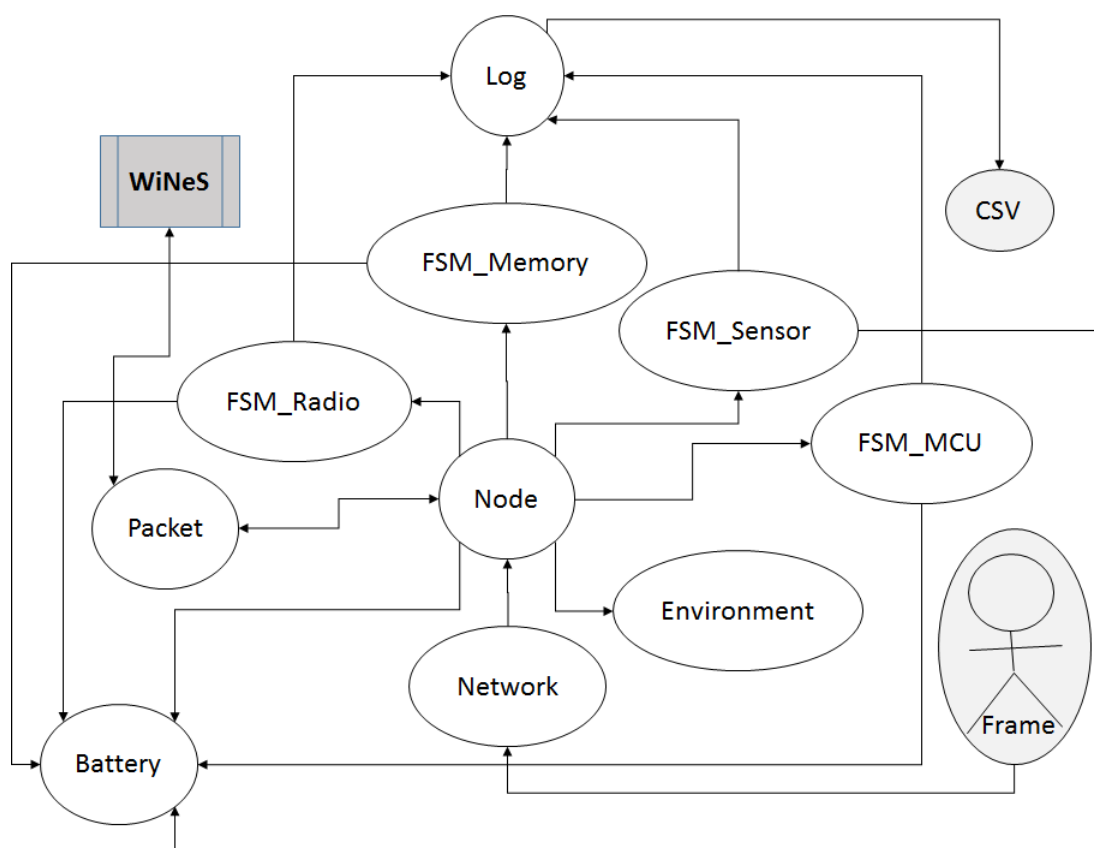 Log
WiNeS
CSV
FSM_Memory
FSM_Sensor
FSM_Radio
FSM_MCU
Node
Packet
Environment
Network
Frame
Battery